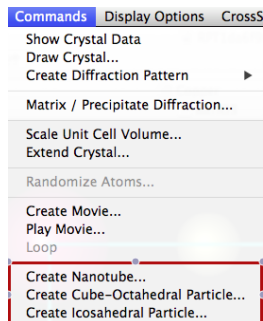 Commands Display Options CrossS
Show Crystal Data
Draw Crystal...
Create Diffraction Pattern
Matrix / Precipitate Diffraction...
Scale Unit Cell Volume...
Extend Crystal...
Randomize Atoms...
Create Movie...
Play Movie...
Loop
Create Nanotube...
Create Cube-Octahedral Particle...
Create Icosahedral Particle...